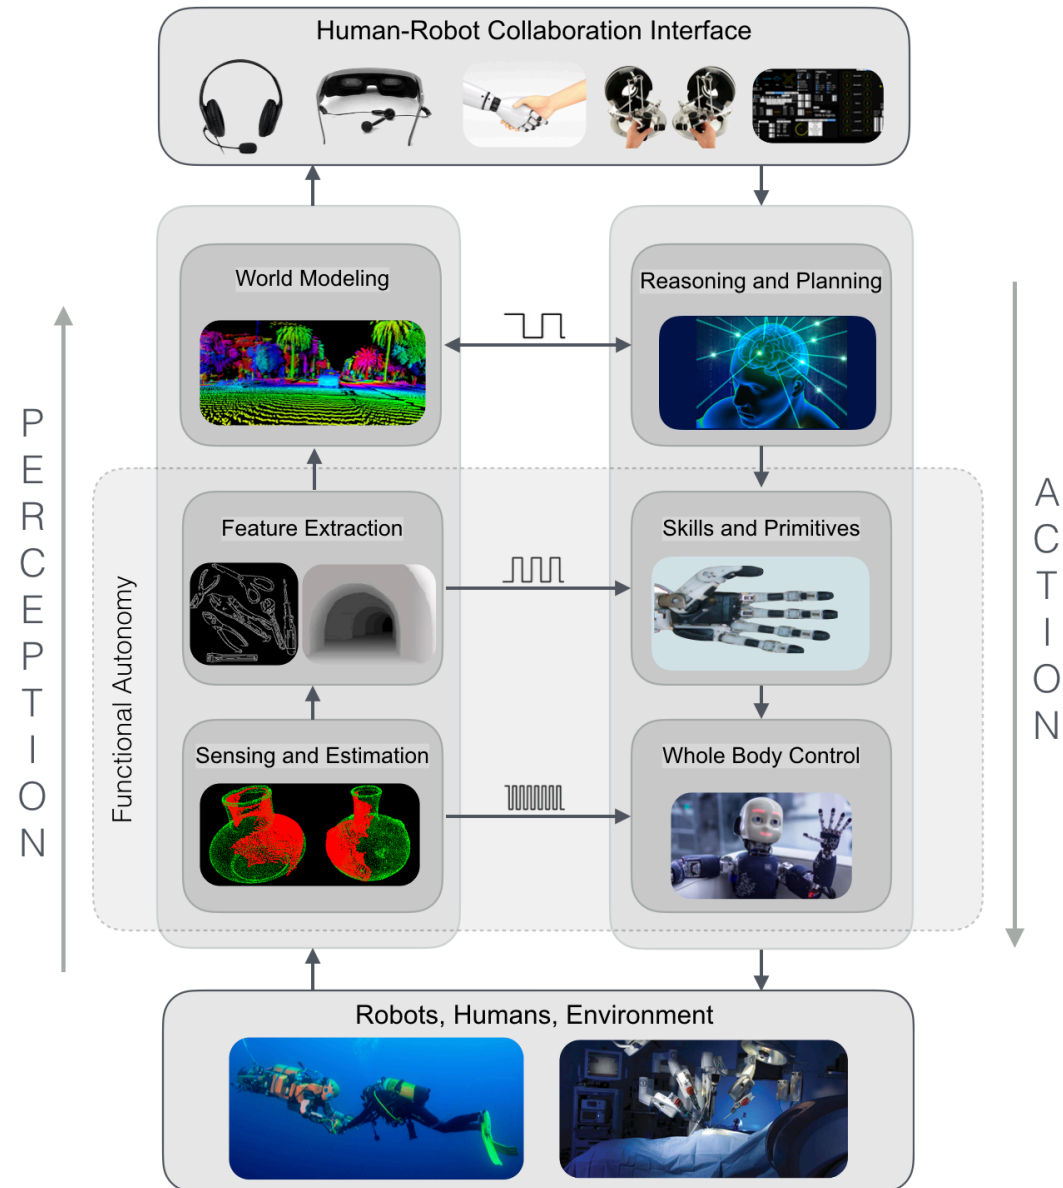 Human-Robot Collaboration Interface
World Modeling
Reasoning and Planning
PERCEPTION
Functional Autonomy
Feature Extraction
Skills and Primitives
ACTION
Sensing and Estimation
Whole Body Control
Robots, Humans, Environment